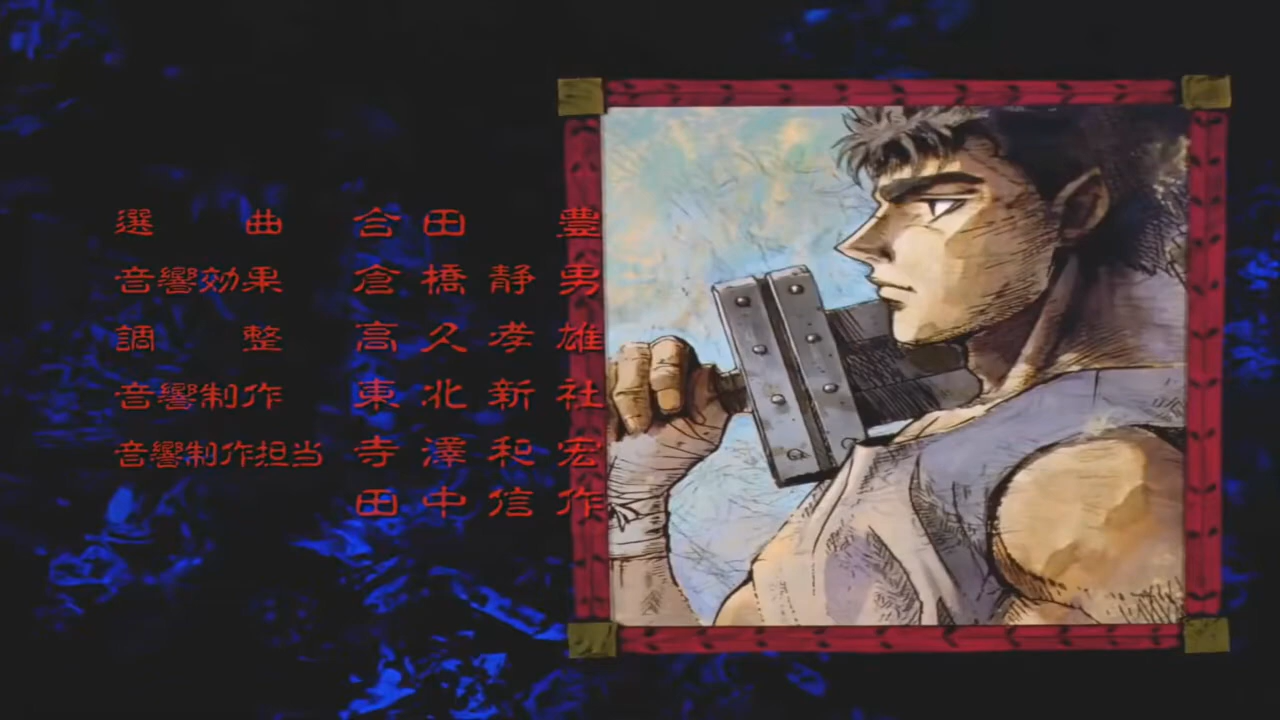 選曲 合田豊
音響効果 倉橋静男
調整 高久孝雄
音響制作 東北新社
音響制作担当 寺澤和宏
田中信作